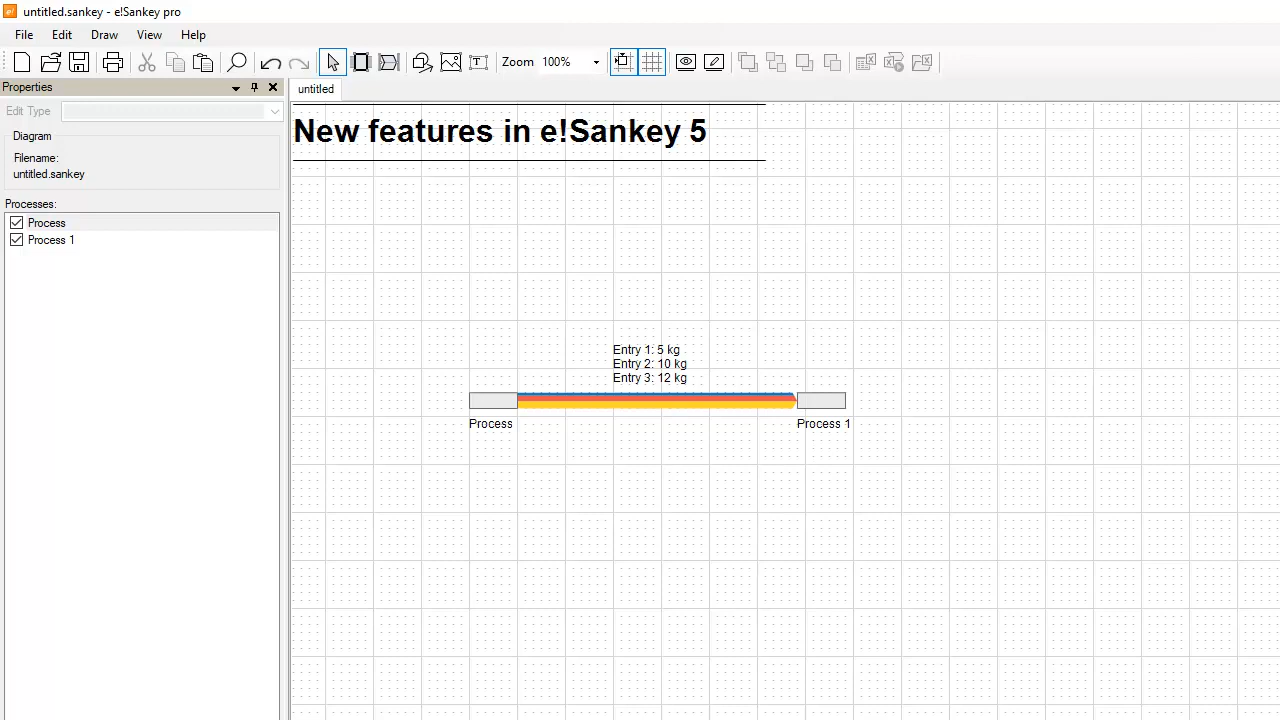 untitled.sankey - e!Sankey pro
File Edit Draw View Help
Zoom 100%
Properties
untitled
Edit Type
Diagram
Filename:
untitled.sankey
Processes:
Process
Process 1
New features in e!Sankey 5
Entry 1: 5 kg
Entry 2: 10 kg
Entry 3: 12 kg
Process
Process 1